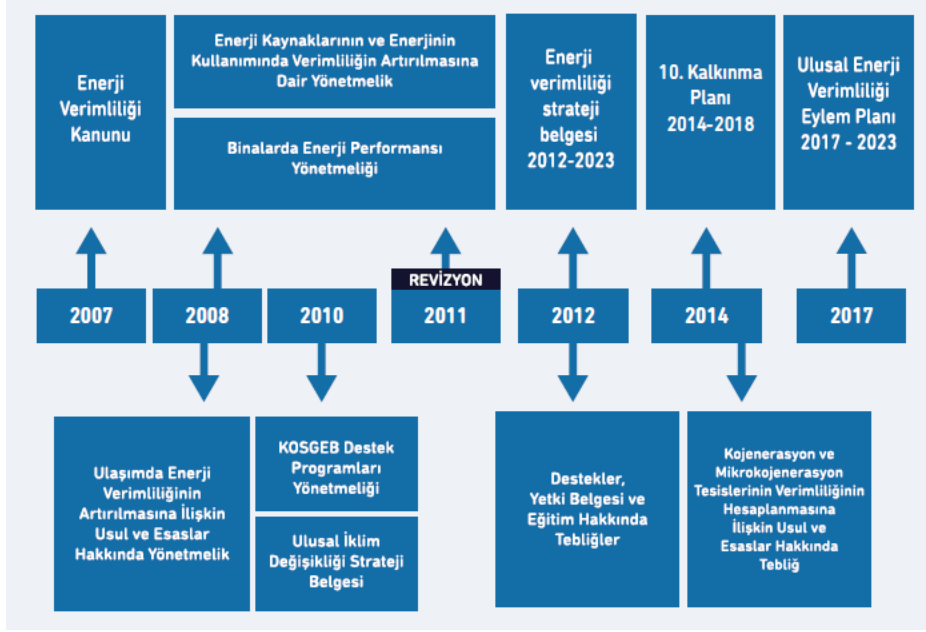 Enerji
Verimliliği
Kanunu
Enerji Kaynaklarının ve Enerjinin
Kullanımında Verimliliğin Artırılmasına
Dair Yönetmelik
Binalarda Enerji Performansı
Yönetmeliği
Enerji
verimliliği
strateji
belgesi
2012-2023
10. Kalkınma
Planı
2014-2018
Ulusal Enerji
Verimliliği
Eylem Planı
2017 - 2023
REVİZYON
2007
2008
2010
2011
2012
2014
2017
Ulaşımda Enerji
Verimliliğinin
Artırılmasına İlişkin
Usul ve Esaslar
Hakkında Yönetmelik
KOSGEB Destek
Programları
Yönetmeliği
Ulusal İklim
Değişikliği Strateji
Belgesi
Destekler,
Yetki Belgesi ve
Eğitim Hakkında
Tebliğler
Kojenerasyon ve
Mikrokojenerasyon
Tesislerinin Verimliliğinin
Hesaplanmasına
İlişkin Usul ve
Esaslar Hakkında
Tebliğ